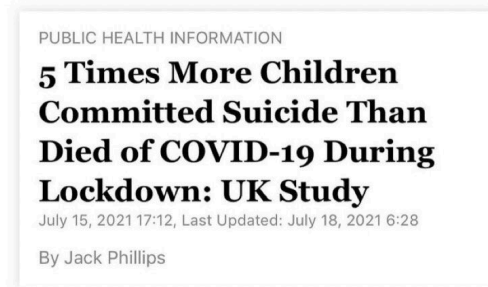 PUBLIC HEALTH INFORMATION
5 Times More Children
Committed Suicide Than
Died of COVID-19 During
Lockdown: UK Study
July 15, 2021 17:12, Last Updated: July 18, 2021 6:28
By Jack Phillips